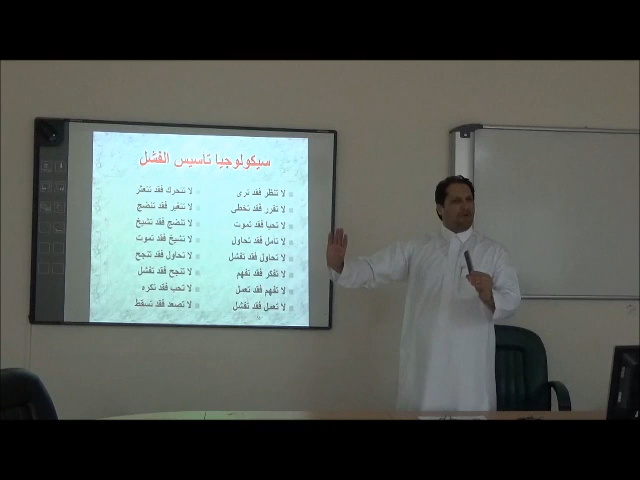 سيكولوجيا تاسيس الفشل
لا تنظر فقد ترى
لا تقرر فقد تخطى
لا تحيا فقد تموت
لا تامل فقد تحاول
لا تحاول فقد تفشل
لا تفكر فقد تفهم
لا تفهم فقد تعمل
لا تعمل فقد تفشل
لا تتحرك فقد تتعثر
لا تتغير فقد تنضج
لا تنضج فقد تشيخ
لا تشيخ فقد تموت
لا تحاول فقد تنجح
لا تنجح فقد تفشل
لا تحب فقد تكره
لا تصعد فقد تسقط